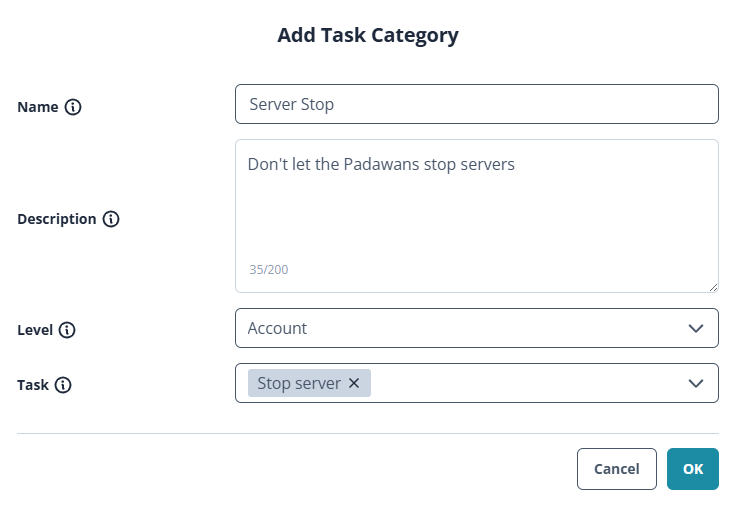 Add Task Category
Name
Server Stop
Description
Don't let the Padawans stop servers
35/200
Level
Account
Task
Stop server
Cancel
OK